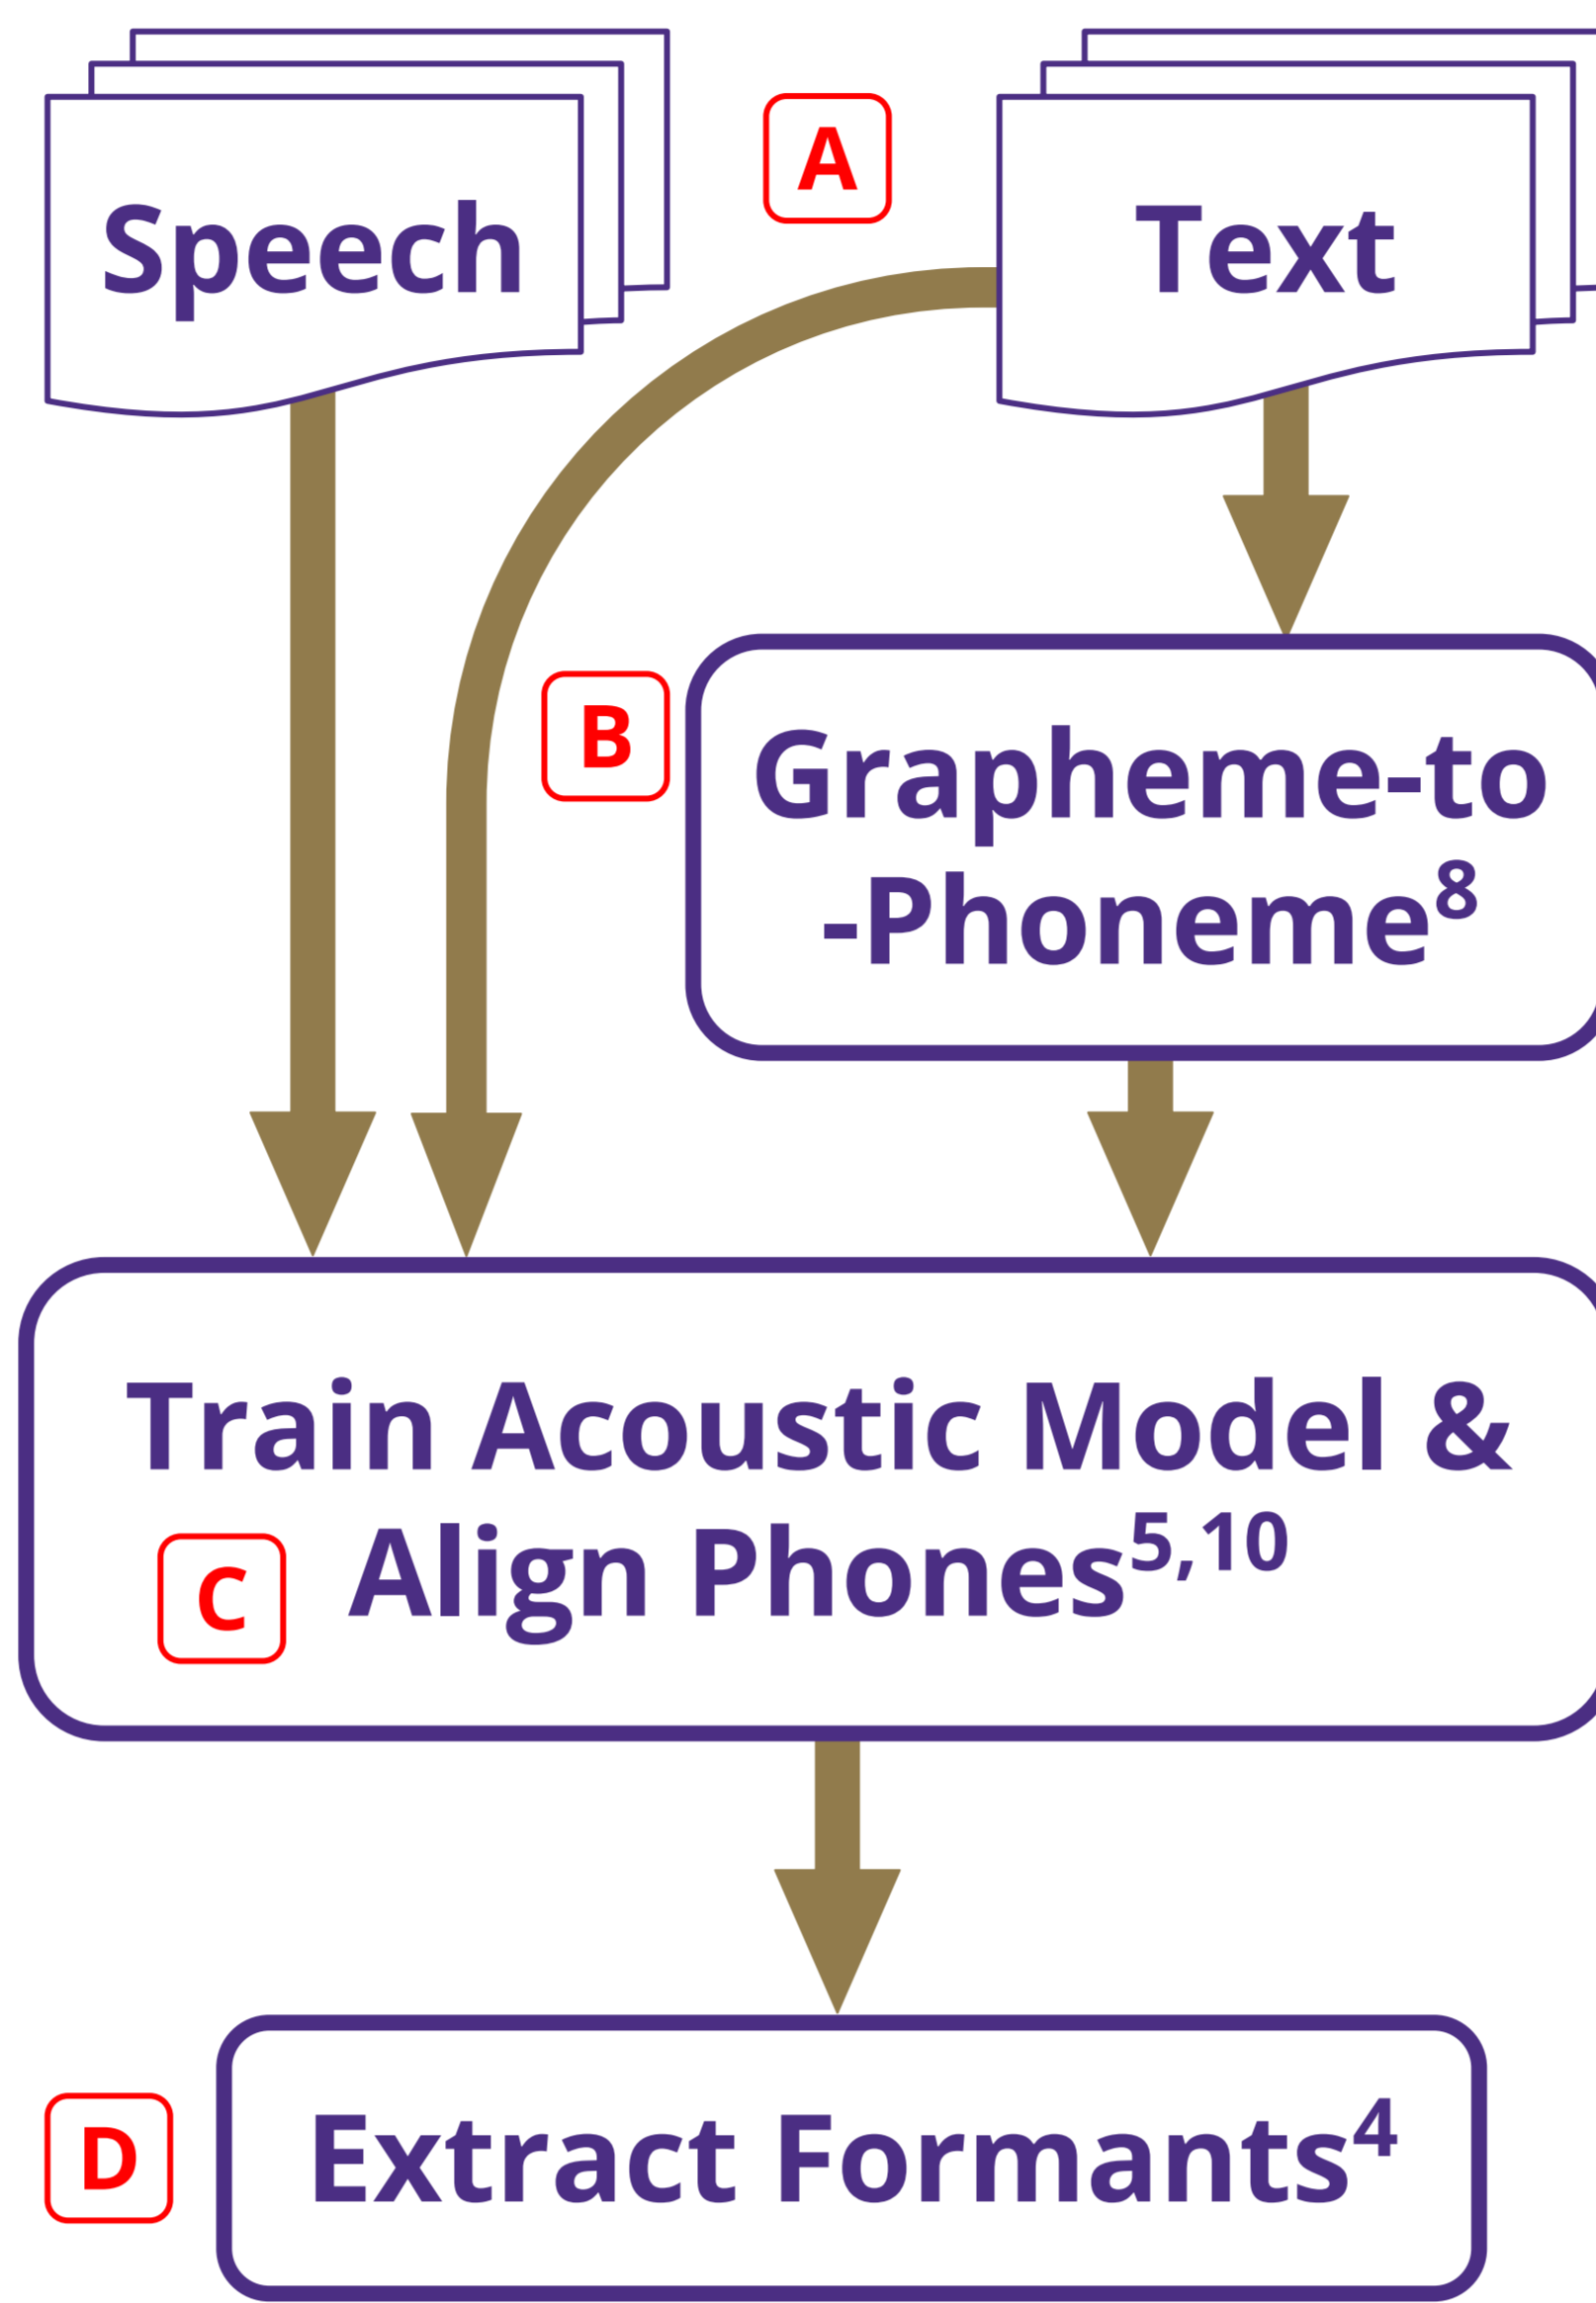 Speech
A
Text
B
Grapheme-to
-Phoneme8
Train Acoustic Model &
C
Align Phones5,10
D
Extract Formants4